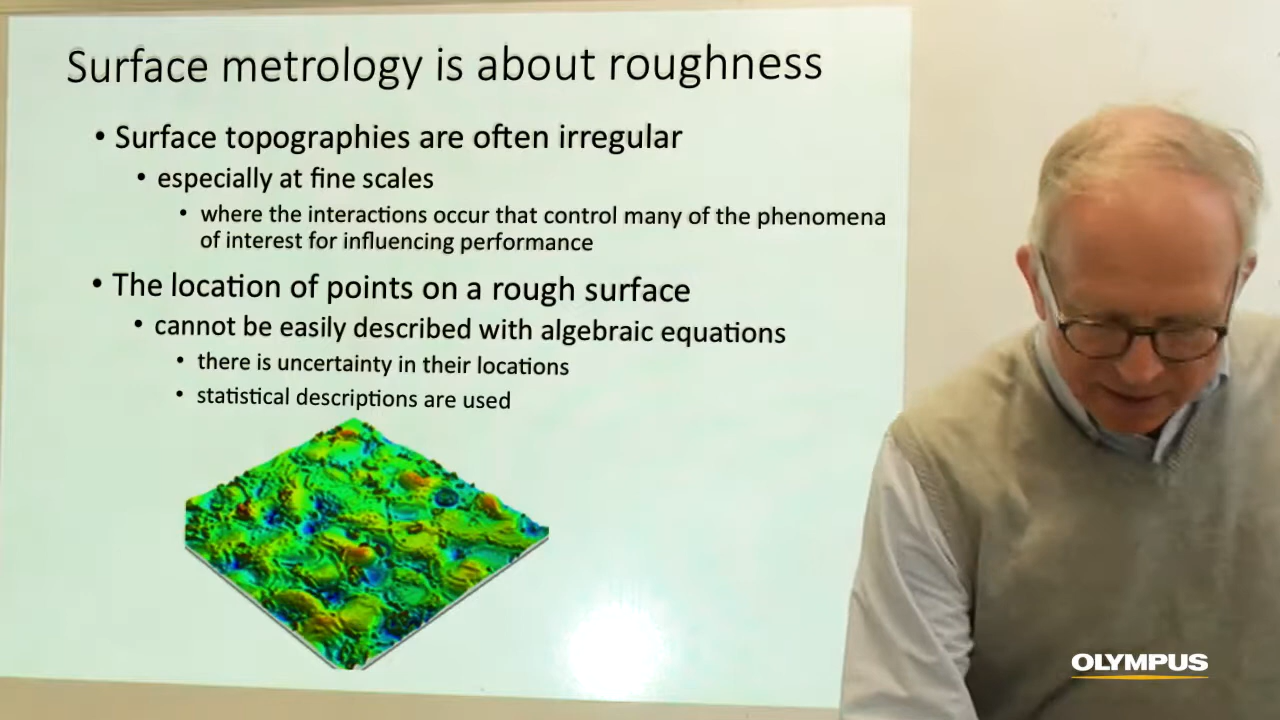 Surface metrology is about roughness
• Surface topographies are often irregular
• especially at fine scales
• where the interactions occur that control many of the phenomena
of interest for influencing performance
• The location of points on a rough surface
• cannot be easily described with algebraic equations
• there is uncertainty in their locations
• statistical descriptions are used
OLYMPUS